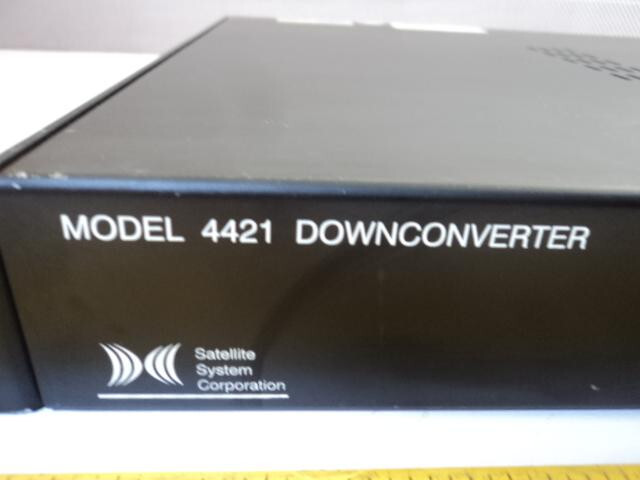 MODEL 4421 DOWNCONVERTER
Satellite
System
Corporation